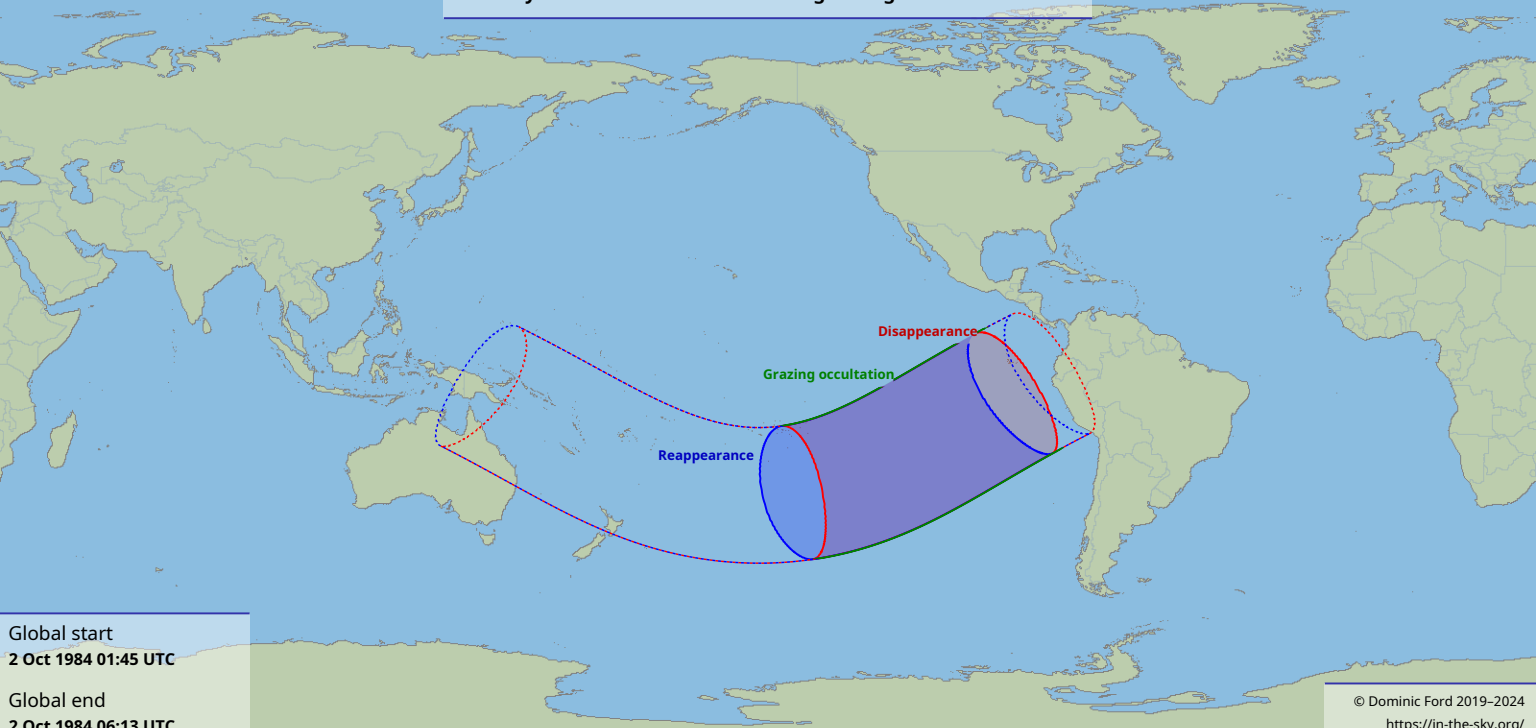 Disappearance
Grazing occultation
Reappearance
Global start
2 Oct 1984 01:45 UTC
Global end
2 Oct 1984 06:13 UTC
© Dominic Ford 2019–2024
https://in-the-sky.org/